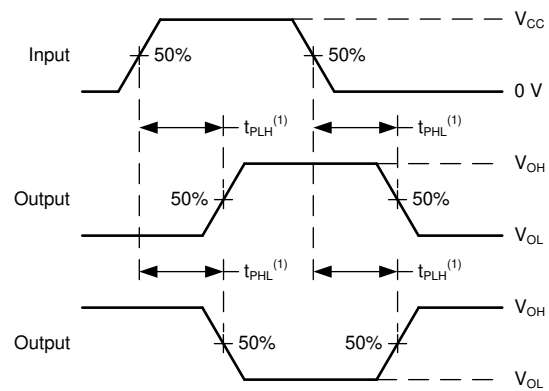 V_CC
Input 50% 50%
0 V
t_PLH^(1) t_PHL^(1)
V_OH
Output 50% 50%
V_OL
t_PHL^(1) t_PLH^(1)
V_OH
Output 50% 50%
V_OL